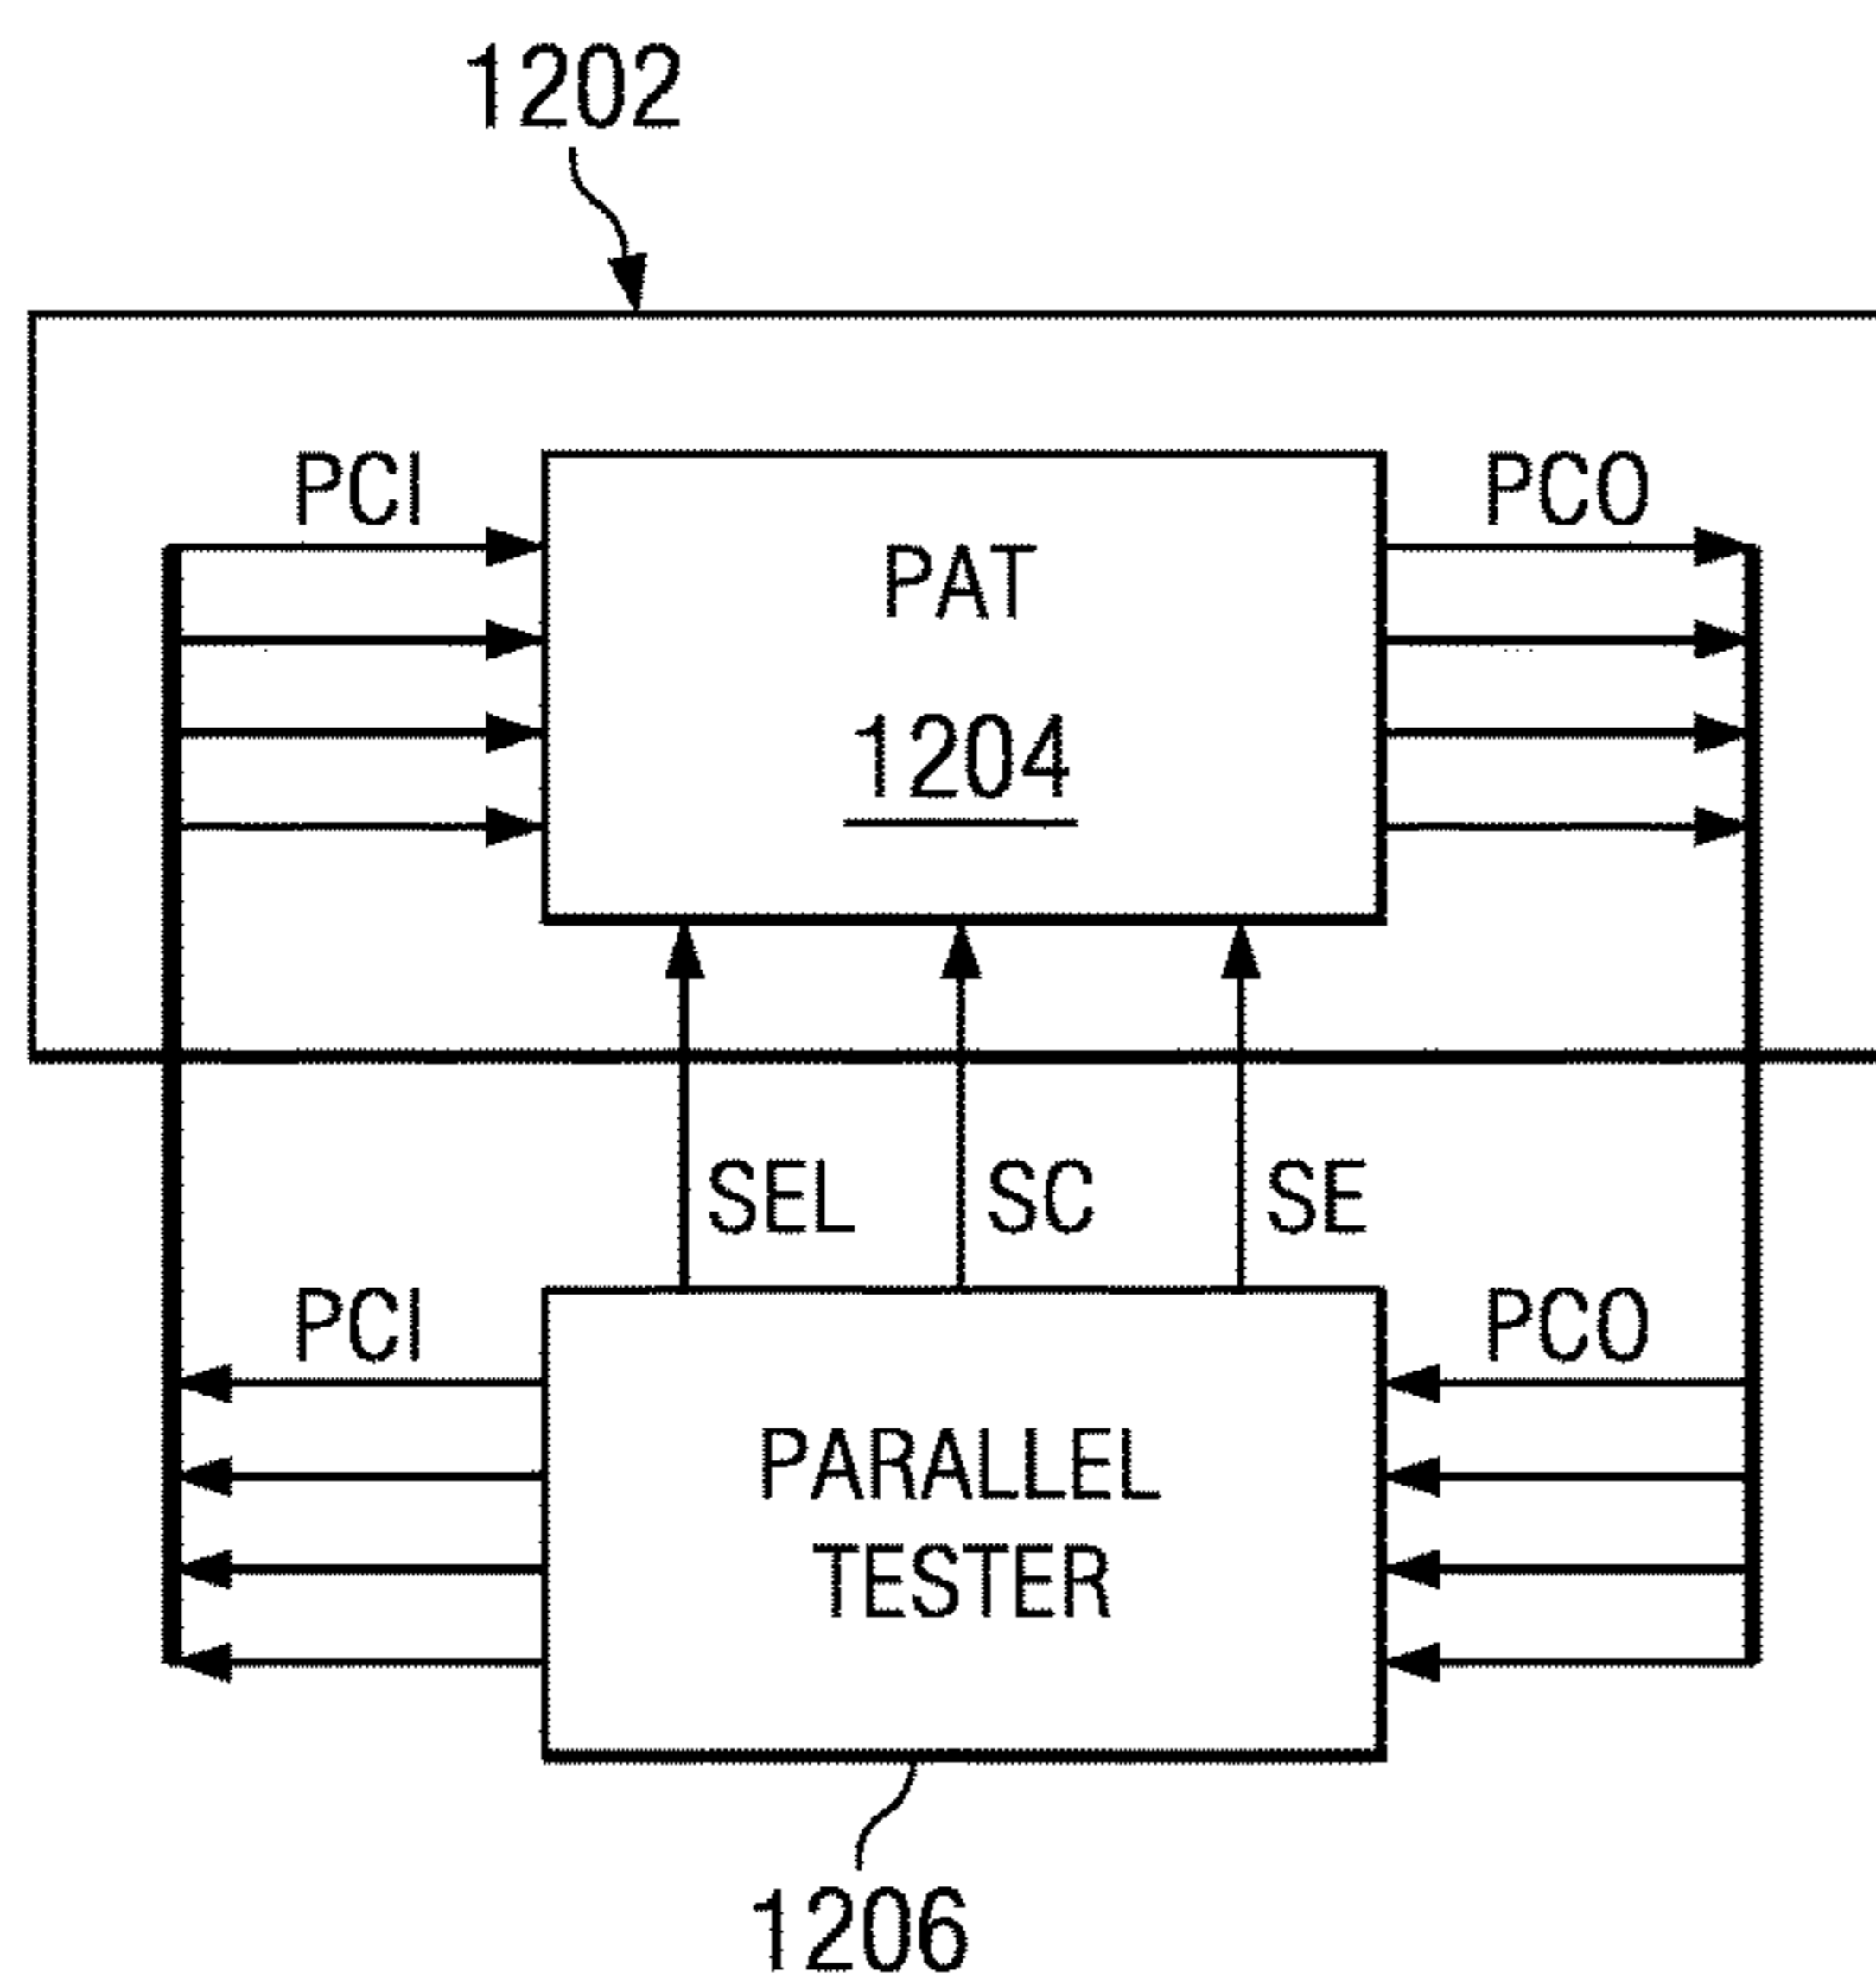 1202
PCI
PCO
PAT
1204
SEL
SC
SE
PCI
PCO
PARALLEL
TESTER
1206